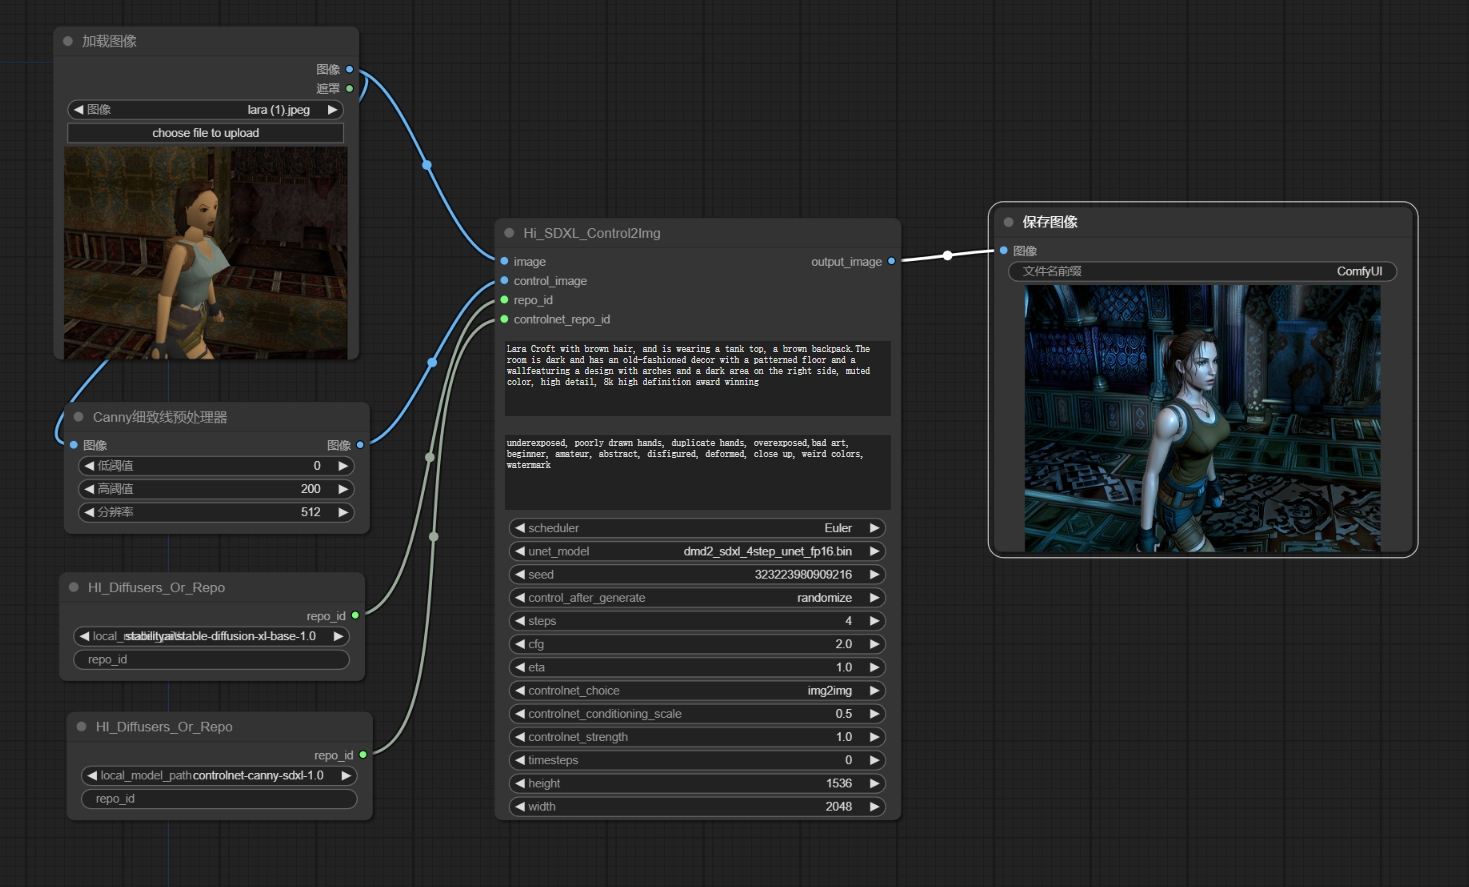 加载图像
图像
遮罩
图像 lara (1).jpeg
choose file to upload
Canny细致线预处理器
图像 图像
低阈值 0
高阈值 200
分辨率 512
HI_Diffusers_Or_Repo
repo_id
stabilityai/stable-diffusion-xl-base-1.0
repo_id
HI_Diffusers_Or_Repo
repo_id
local_model_path controlnet-canny-sdxl-1.0
repo_id
Hi_SDXL_Control2Img
image output_image
control_image
repo_id
controlnet_repo_id
Lara Croft with brown hair, and is wearing a tank top, a brown backpack.The
room is dark and has an old-fashioned decor with a patterned floor and a
wallfeaturing a design with arches and a dark area on the right side, muted
color, high detail, 8k high definition award winning
underexposed, poorly drawn hands, duplicate hands, overexposed,bad art,
beginner, amateur, abstract, disfigured, deformed, close up, weird colors,
watermark
scheduler Euler
unet_model dmd2_sdxl_4step_unet_fp16.bin
seed 323223980909216
control_after_generate randomize
steps 4
cfg 2.0
eta 1.0
controlnet_choice img2img
controlnet_conditioning_scale 0.5
controlnet_strength 1.0
timesteps 0
height 1536
width 2048
保存图像
图像
文件名前缀 ComfyUI